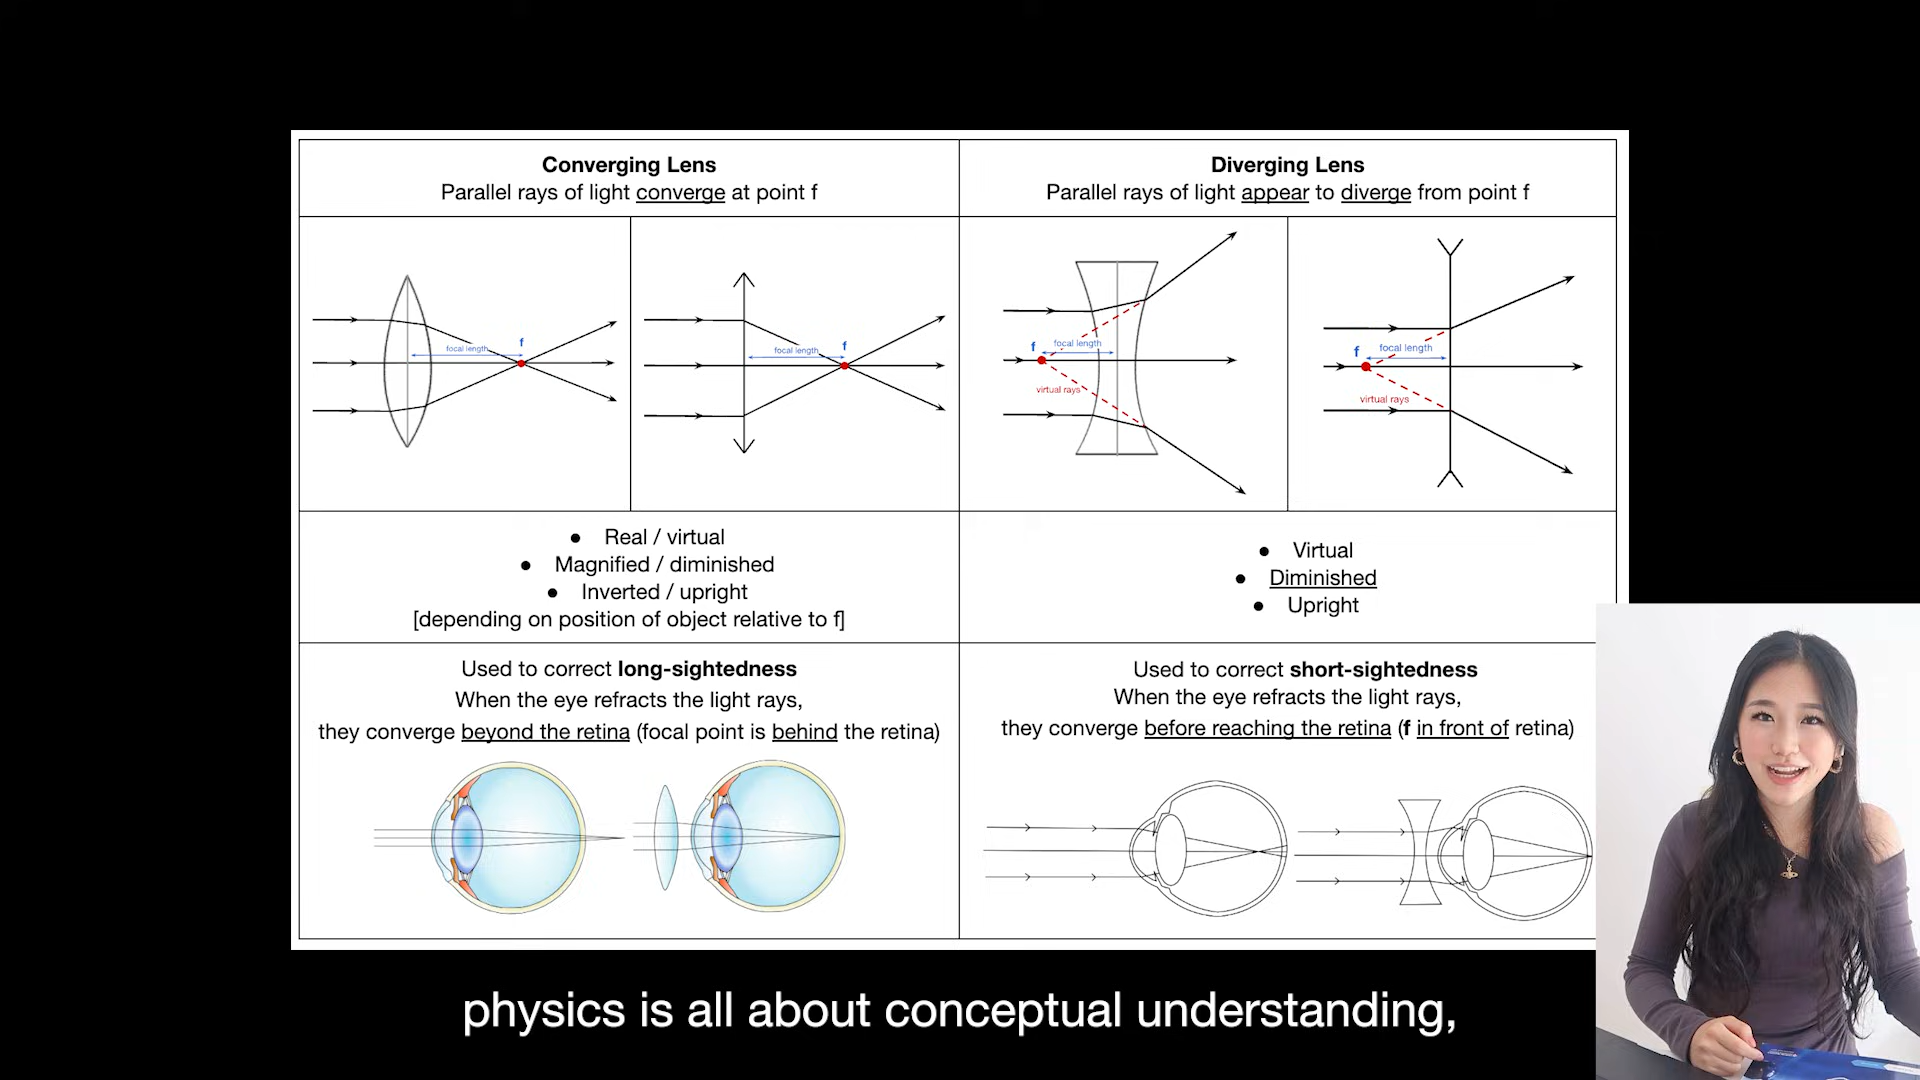 Converging Lens
Parallel rays of light converge at point f
Diverging Lens
Parallel rays of light appear to diverge from point f
f
focal length
f
focal length
f
focal length
virtual rays
f
focal length
virtual rays
● Real / virtual
● Magnified / diminished
● Inverted / upright
[depending on position of object relative to f]
● Virtual
● Diminished
● Upright
Used to correct long-sightedness
When the eye refracts the light rays,
they converge beyond the retina (focal point is behind the retina)
Used to correct short-sightedness
When the eye refracts the light rays,
they converge before reaching the retina (f in front of retina)
physics is all about conceptual understanding,